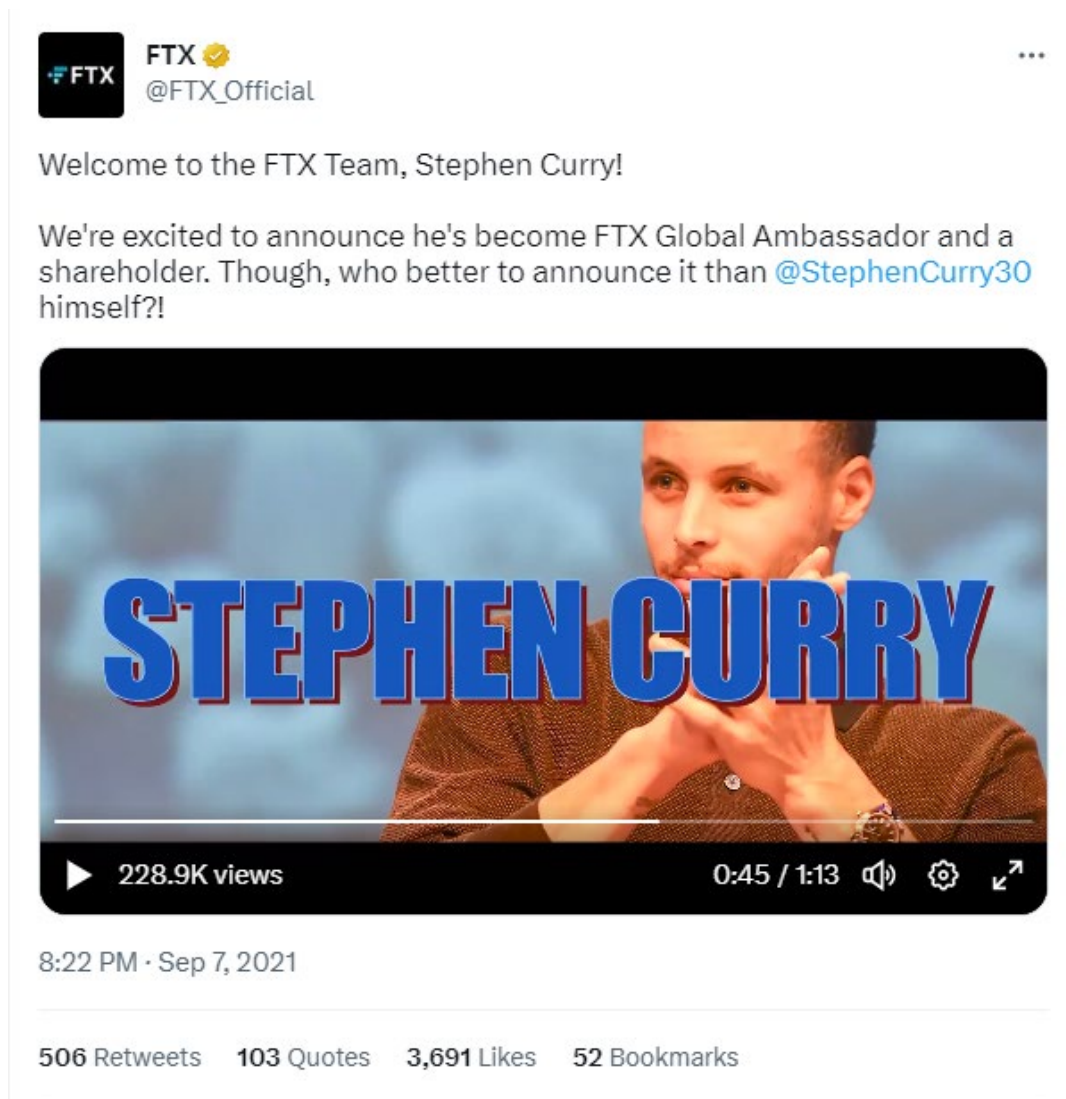 FTX
FTX
@FTX_Official
Welcome to the FTX Team, Stephen Curry!
We're excited to announce he's become FTX Global Ambassador and a
shareholder. Though, who better to announce it than @StephenCurry30
himself?!
STEPHEN CURRY
228.9K views
0:45 / 1:13
8:22 PM · Sep 7, 2021
506 Retweets 103 Quotes 3,691 Likes 52 Bookmarks